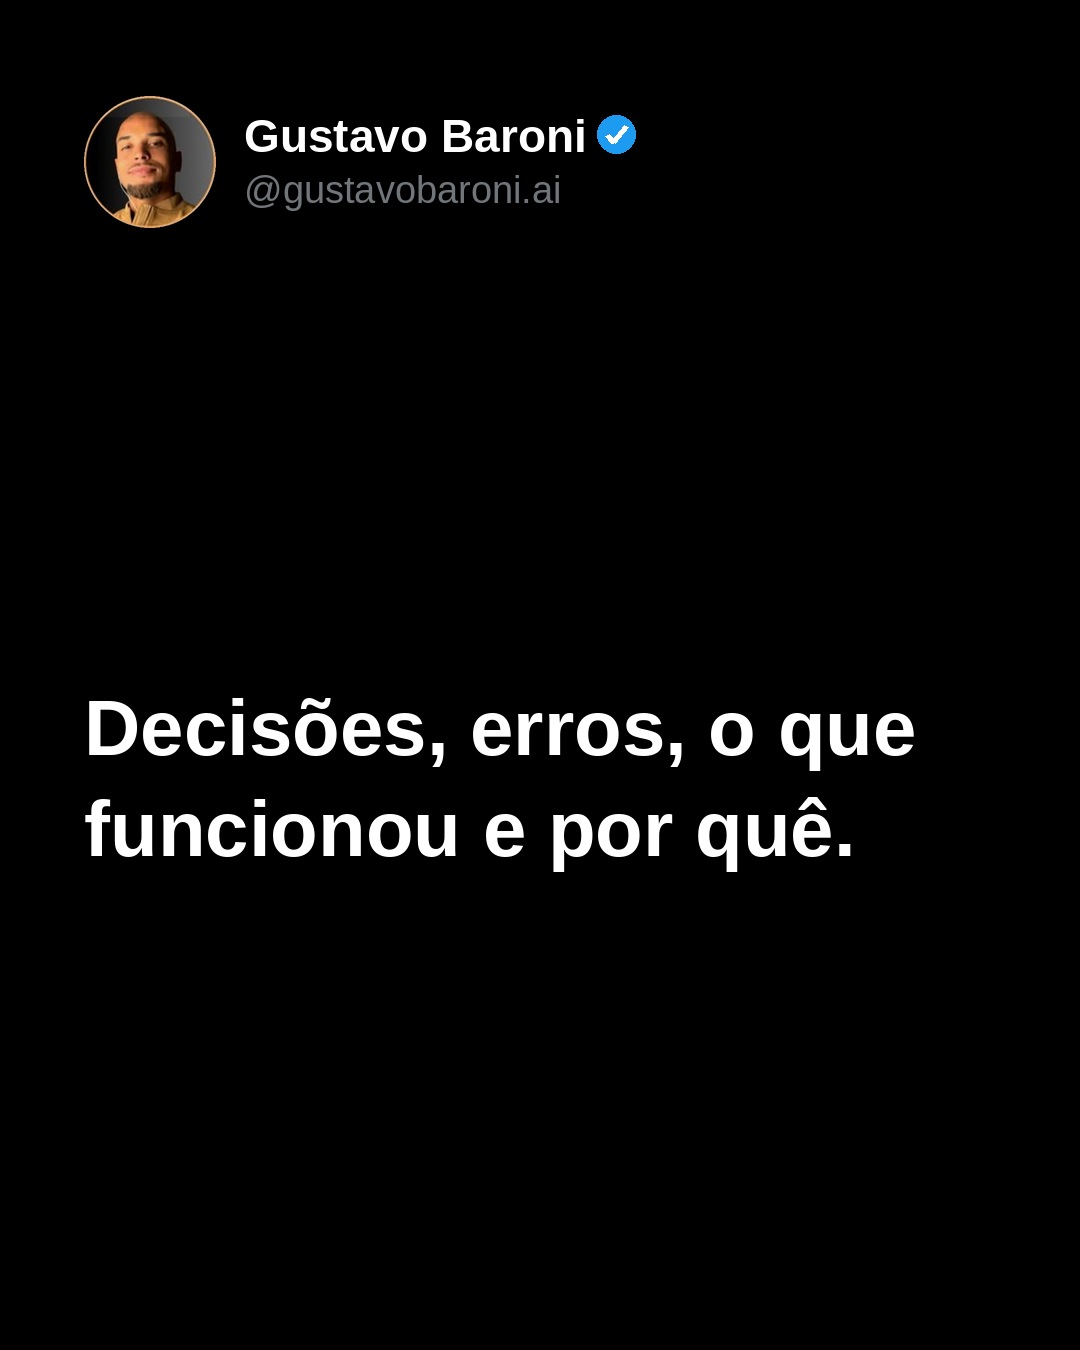 Gustavo Baroni
@gustavobaroni.ai
Decisões, erros, o que
funcionou e por quê.